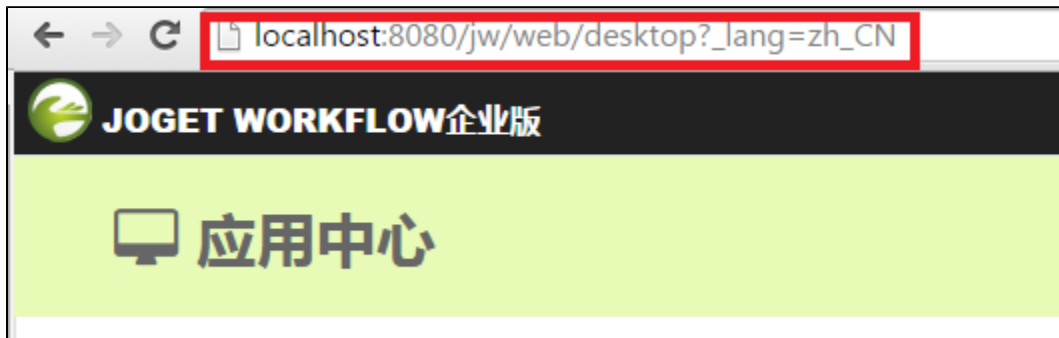 localhost:8080/jw/web/desktop?_lang=zh_CN
JOGET WORKFLOW企业版
应用中心